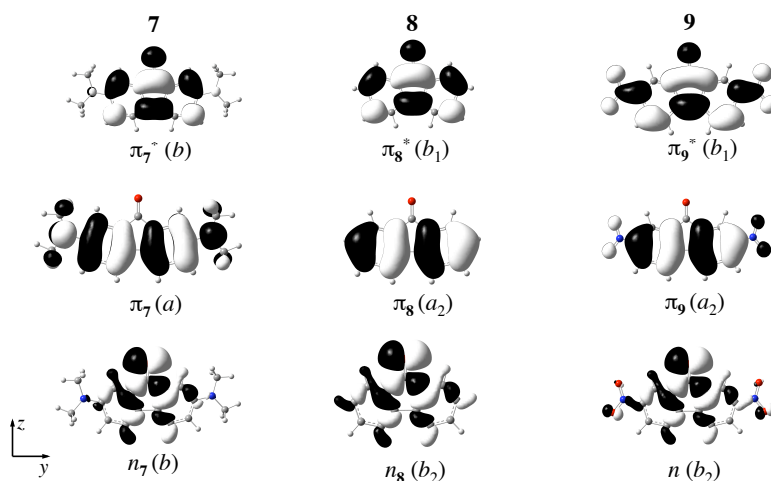 7 8 9
π₇* (b) π₈* (b₁) π₉* (b₁)
π₇ (a) π₈ (a₂) π₉ (a₂)
z
y
n₇ (b) n₈ (b₂) n (b₂)